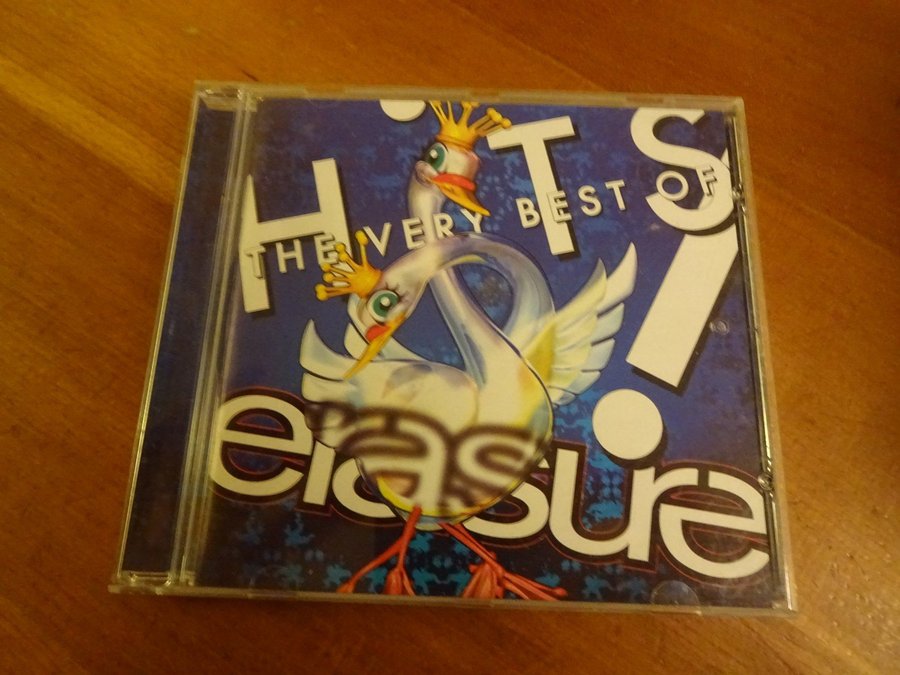 HiTS!
THE VERY BEST OF
erasure